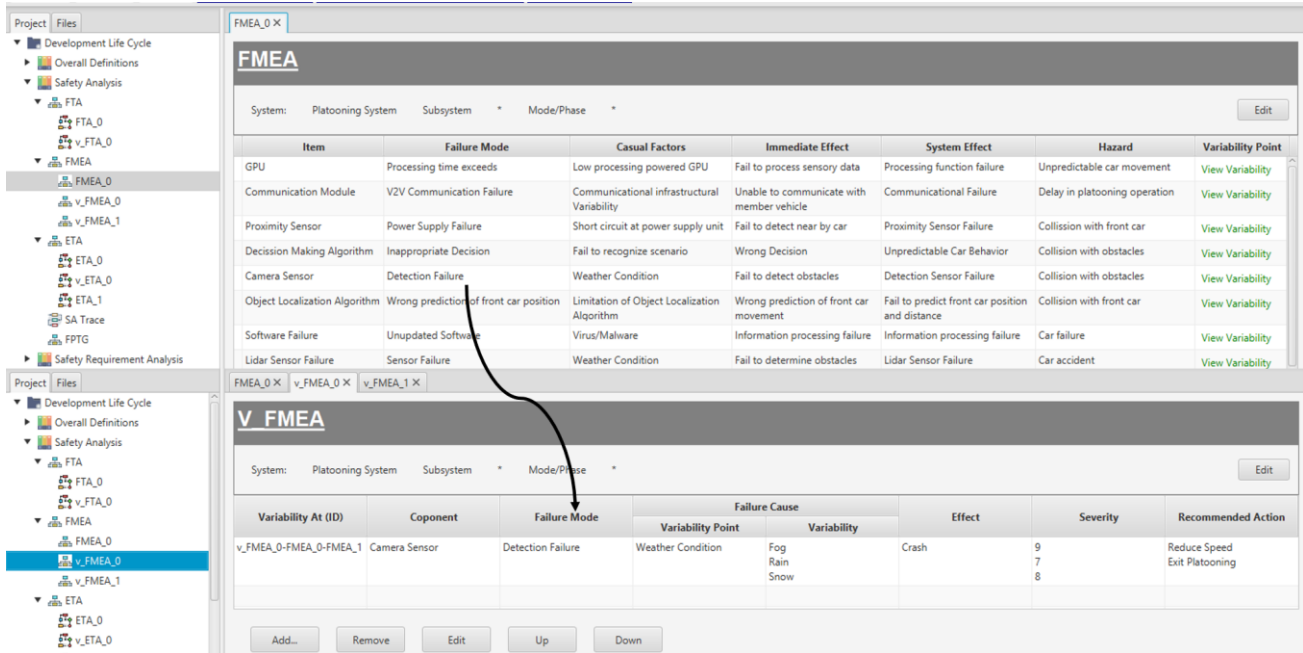 Project Files
Development Life Cycle
Overall Definitions
Safety Analysis
FTA
FTA_0
v_FTA_0
FMEA
FMEA_0
v_FMEA_0
v_FMEA_1
ETA
ETA_0
v_ETA_0
ETA_1
SA Trace
FPTG
Safety Requirement Analysis
FMEA_0 ×
FMEA
System: Platooning System Subsystem * Mode/Phase * Edit
Item Failure Mode Casual Factors Immediate Effect System Effect Hazard Variability Point
GPU Processing time exceeds Low processing powered GPU Fail to process sensory data Processing function failure Unpredictable car movement View Variability
Communication Module V2V Communication Failure Communicational infrastructural Unable to communicate with Communicational Failure Delay in platooning operation View Variability
Variability member vehicle
Proximity Sensor Power Supply Failure Short circuit at power supply unit Fail to detect near by car Proximity Sensor Failure Collission with front car View Variability
Decission Making Algorithm Inappropriate Decision Fail to recognize scenario Wrong Decision Unpredictable Car Behavior Collision with obstacles View Variability
Camera Sensor Detection Failure Weather Condition Fail to detect obstacles Detection Sensor Failure Collision with obstacles View Variability
Object Localization Algorithm Wrong prediction of front car position Limitation of Object Localization Wrong prediction of front car Fail to predict front car position Collision with front car View Variability
Algorithm movement and distance
Software Failure Unupdated Software Virus/Malware Information processing failure Information processing failure Car failure View Variability
Lidar Sensor Failure Sensor Failure Weather Condition Fail to determine obstacles Lidar Sensor Failure Car accident View Variability
Project Files
Development Life Cycle
Overall Definitions
Safety Analysis
FTA
FTA_0
v_FTA_0
FMEA
FMEA_0
v_FMEA_0
v_FMEA_1
ETA
ETA_0
v_ETA_0
FMEA_0 × v_FMEA_0 × v_FMEA_1 ×
V_FMEA
System: Platooning System Subsystem * Mode/Phase * Edit
Variability At (ID) Coponent Failure Mode Failure Cause Effect Severity Recommended Action
Variability Point Variability
v_FMEA_0-FMEA_0-FMEA_1 Camera Sensor Detection Failure Weather Condition Fog Crash 9 Reduce Speed
Rain 7 Exit Platooning
Snow 8
Add... Remove Edit Up Down